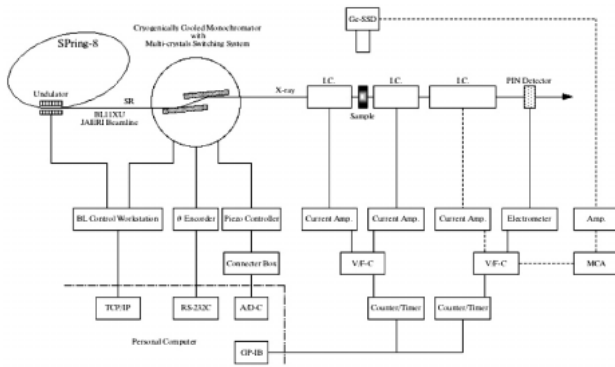 Cryogenically Cooled Monochromator
with
Multi-crystals Switching System
Ge-SSD
SPring-8
Undulator
SR
BL11XU
JAERI Beamline
X-ray
I.C.
I.C.
I.C.
PIN Detector
Sample
BL Control Workstation
θ Encorder
Piezo Controller
Current Amp.
Current Amp.
Current Amp.
Electrometer
Amp.
Connecter Box
V/F-C
V/F-C
MCA
TCP/IP
RS-232C
A/D-C
Counter/Timer
Counter/Timer
Personal Computer
GP-IB